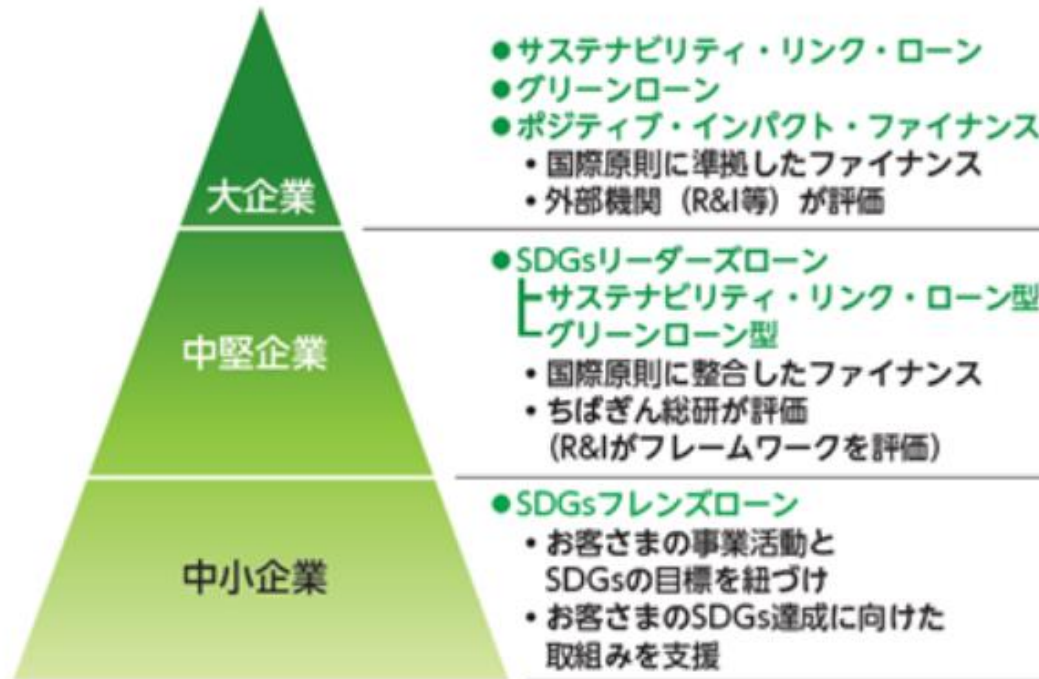 大企業
●サステナビリティ・リンク・ローン
●グリーンローン
●ポジティブ・インパクト・ファイナンス
・国際原則に準拠したファイナンス
・外部機関（R&I等）が評価
中堅企業
●SDGsリーダーズローン
サステナビリティ・リンク・ローン型
グリーンローン型
・国際原則に整合したファイナンス
・ちばぎん総研が評価
（R&Iがフレームワークを評価）
中小企業
●SDGsフレンズローン
・お客さまの事業活動と
SDGsの目標を紐づけ
・お客さまのSDGs達成に向けた
取組みを支援